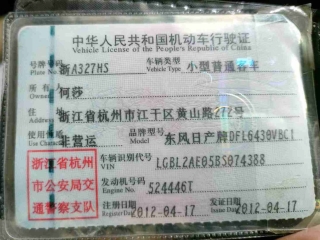 中华人民共和国机动车行驶证
Vehicle License of the People's Republic of China
号牌号码 浙A327HS 车辆类型 小型普通客车
Plate No. Vehicle Type
所有人 何莎
Owner
住址 浙江省杭州市江干区黄山路272号
Address
使用性质 非营运 品牌型号 东风日产牌DFL6430VBC1
Use Character Model
浙江省杭州 车辆识别代号 LGBL2AE05BS074388
VIN
市公安局交 发动机号码 524446T
Engine No.
通警察支队 注册日期 2012-04-17 发证日期 2012-04-17
Register Date Issue Date